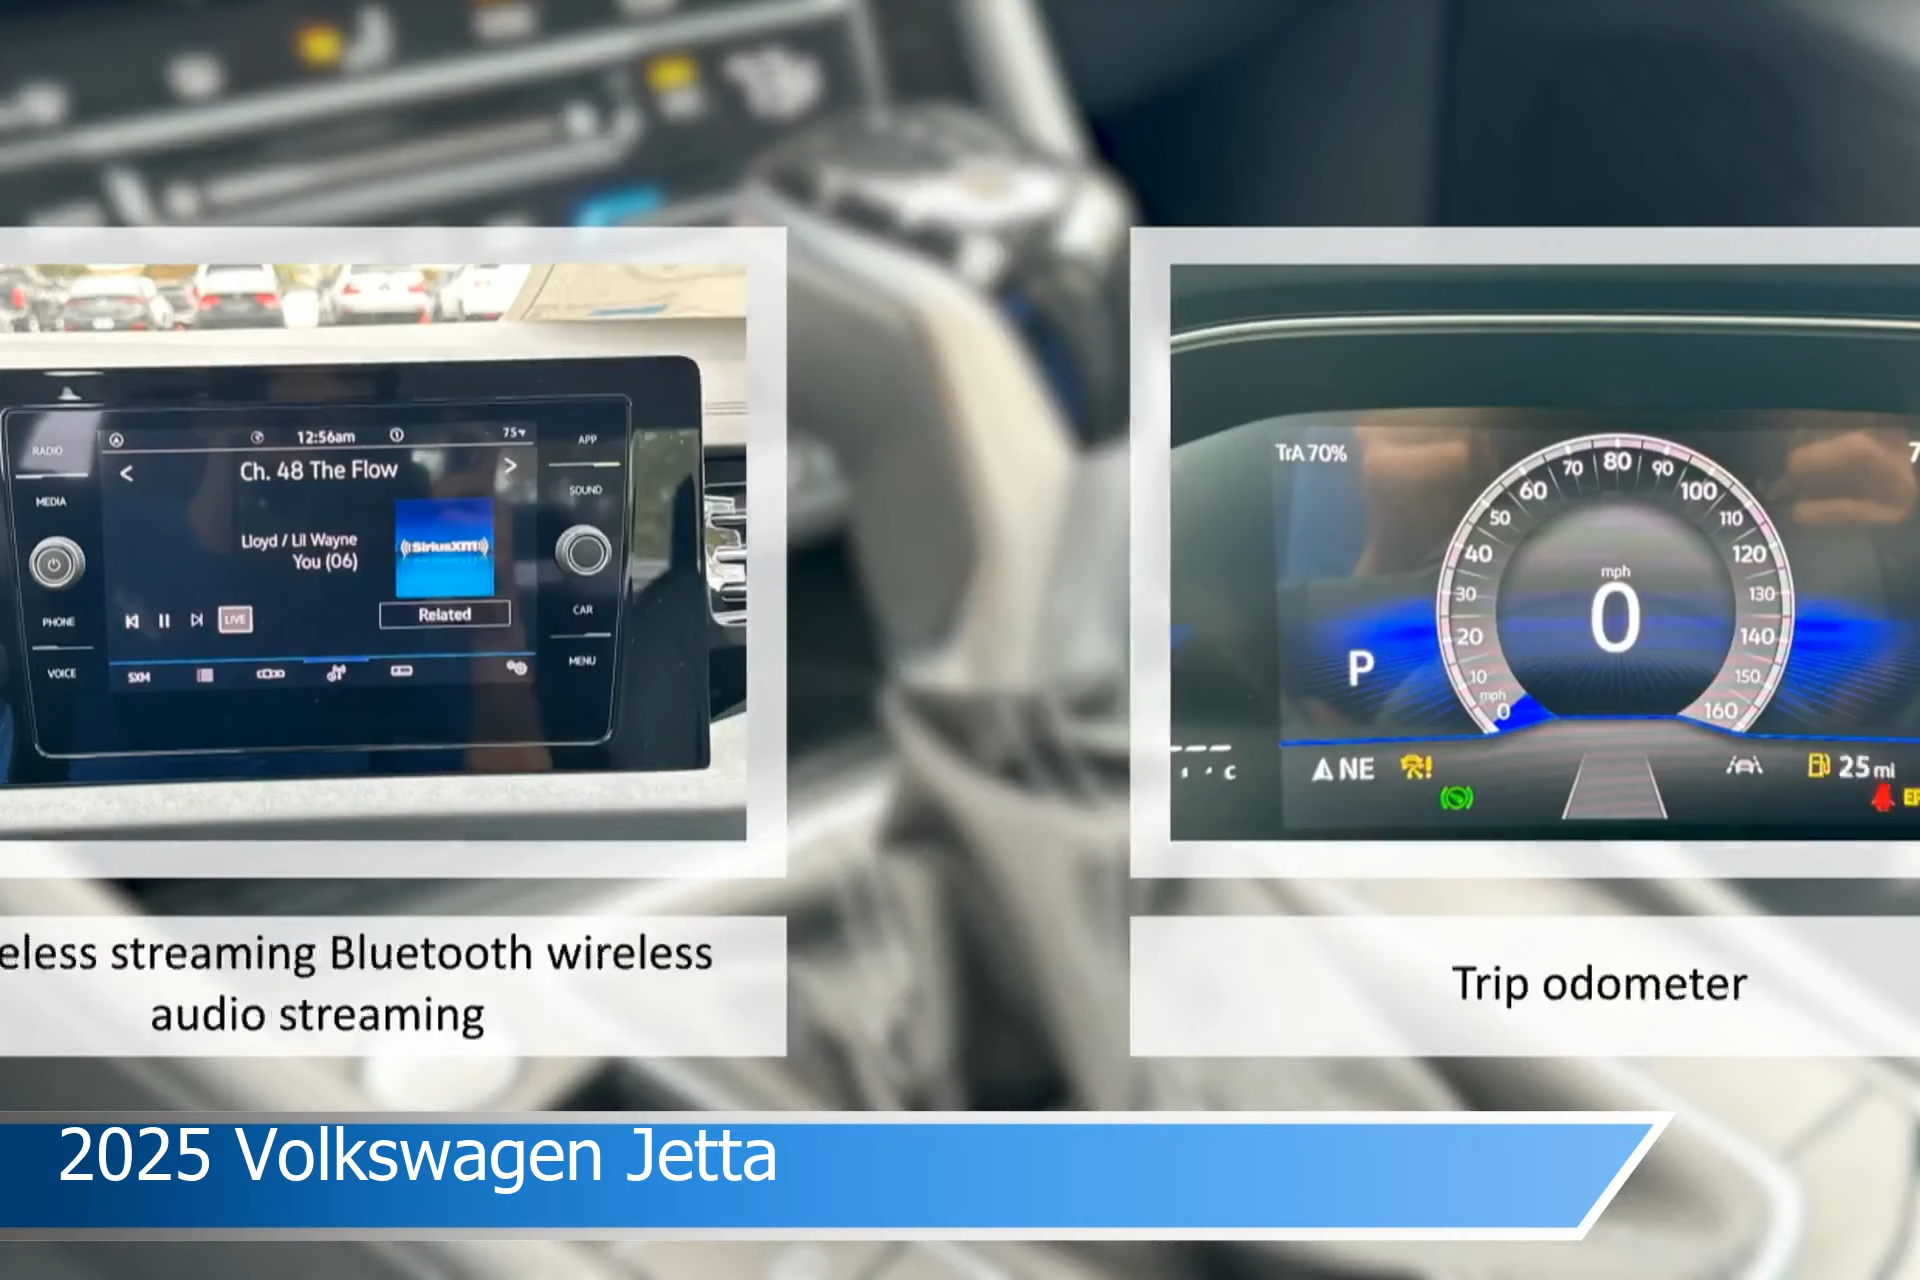 RADIO
MEDIA
PHONE
VOICE
12:56am
75
Ch. 48 The Flow
Lloyd / Lil Wayne
You (06)
((SiriusXM))
Related
LIVE
SXM
APP
SOUND
CAR
MENU
TrA 70%
7
0
10
20
30
40
50
60
70
80
90
100
110
120
130
140
150
160
mph
mph
0
P
C
NE
25 mi
eless streaming Bluetooth wireless
audio streaming
Trip odometer
2025 Volkswagen Jetta